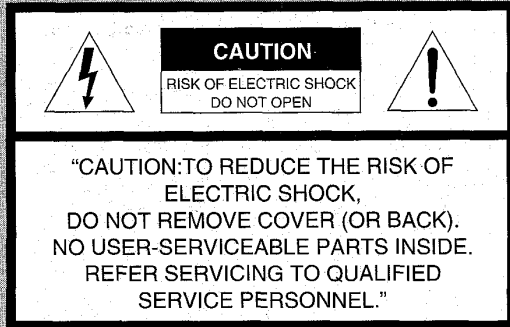 CAUTION
RISK OF ELECTRIC SHOCK
DO NOT OPEN
“CAUTION:TO REDUCE THE RISK OF
ELECTRIC SHOCK,
DO NOT REMOVE COVER (OR BACK).
NO USER-SERVICEABLE PARTS INSIDE.
REFER SERVICING TO QUALIFIED
SERVICE PERSONNEL.”